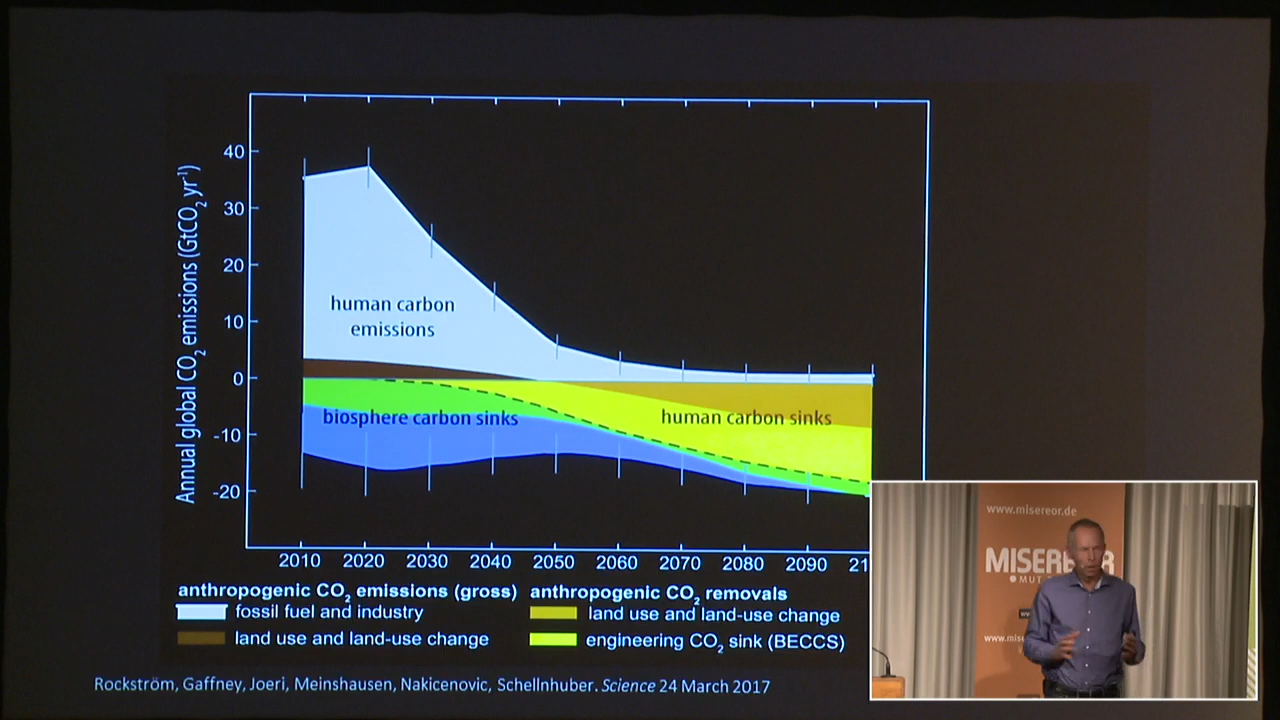 Annual global CO2 emissions (GtCO2 yr-1)
40
30
20
10
0
-10
-20
human carbon
emissions
biosphere carbon sinks
human carbon sinks
2010 2020 2030 2040 2050 2060 2070 2080 2090 21
anthropogenic CO2 emissions (gross)
fossil fuel and industry
land use and land-use change
anthropogenic CO2 removals
land use and land-use change
engineering CO2 sink (BECCS)
Rockström, Gaffney, Joeri, Meinshausen, Nakicenovic, Schellnhuber. Science 24 March 2017
www.misereor.de
MISEREOR
MUT